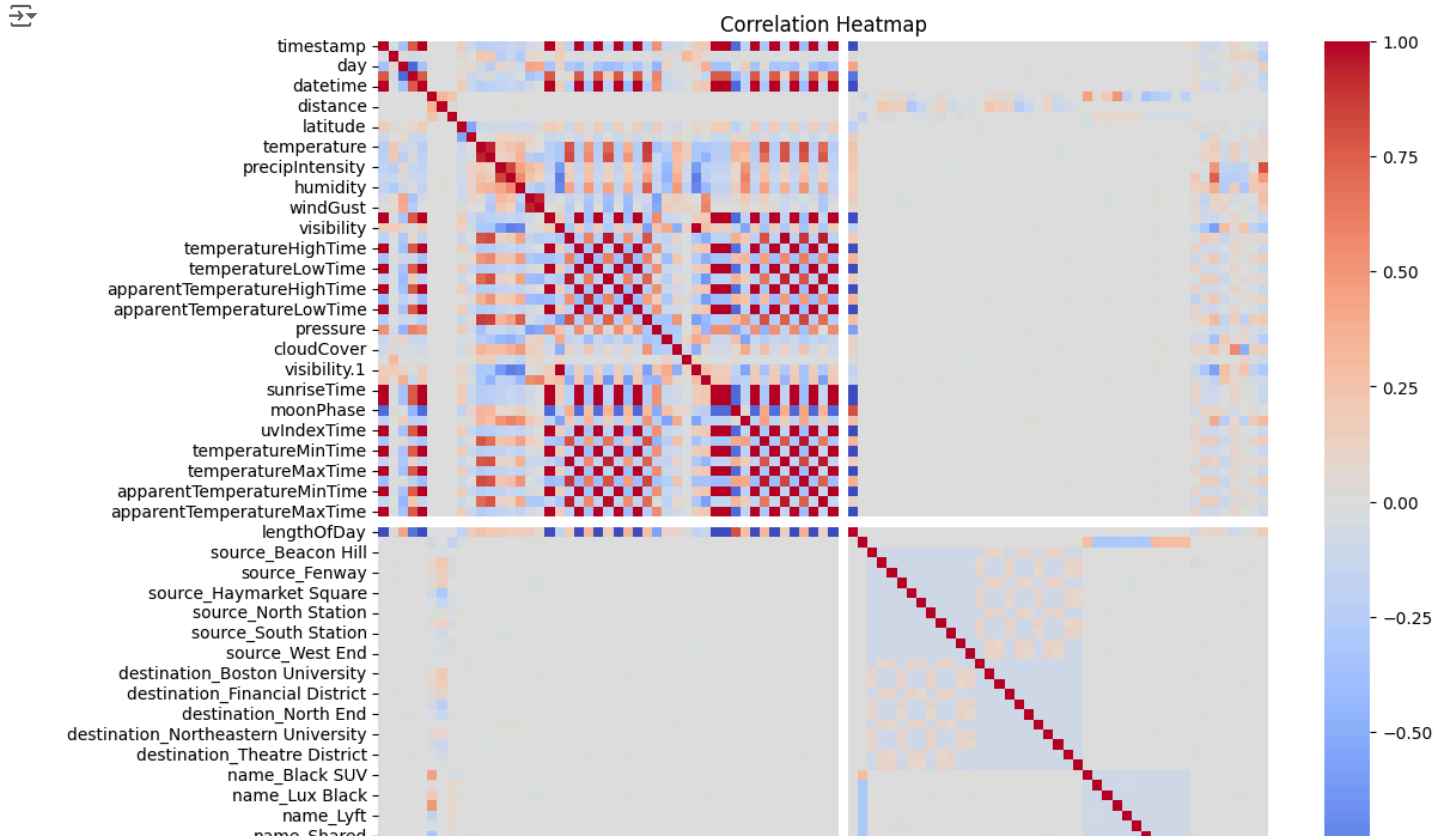 Correlation Heatmap
timestamp
day
datetime
distance
latitude
temperature
precipIntensity
humidity
windGust
visibility
temperatureHighTime
temperatureLowTime
apparentTemperatureHighTime
apparentTemperatureLowTime
pressure
cloudCover
visibility.1
sunriseTime
moonPhase
uvIndexTime
temperatureMinTime
temperatureMaxTime
apparentTemperatureMinTime
apparentTemperatureMaxTime
lengthOfDay
source_Beacon Hill
source_Fenway
source_Haymarket Square
source_North Station
source_South Station
source_West End
destination_Boston University
destination_Financial District
destination_North End
destination_Northeastern University
destination_Theatre District
name_Black SUV
name_Lux Black
name_Lyft
name_Shared
1.00
0.75
0.50
0.25
0.00
−0.25
−0.50